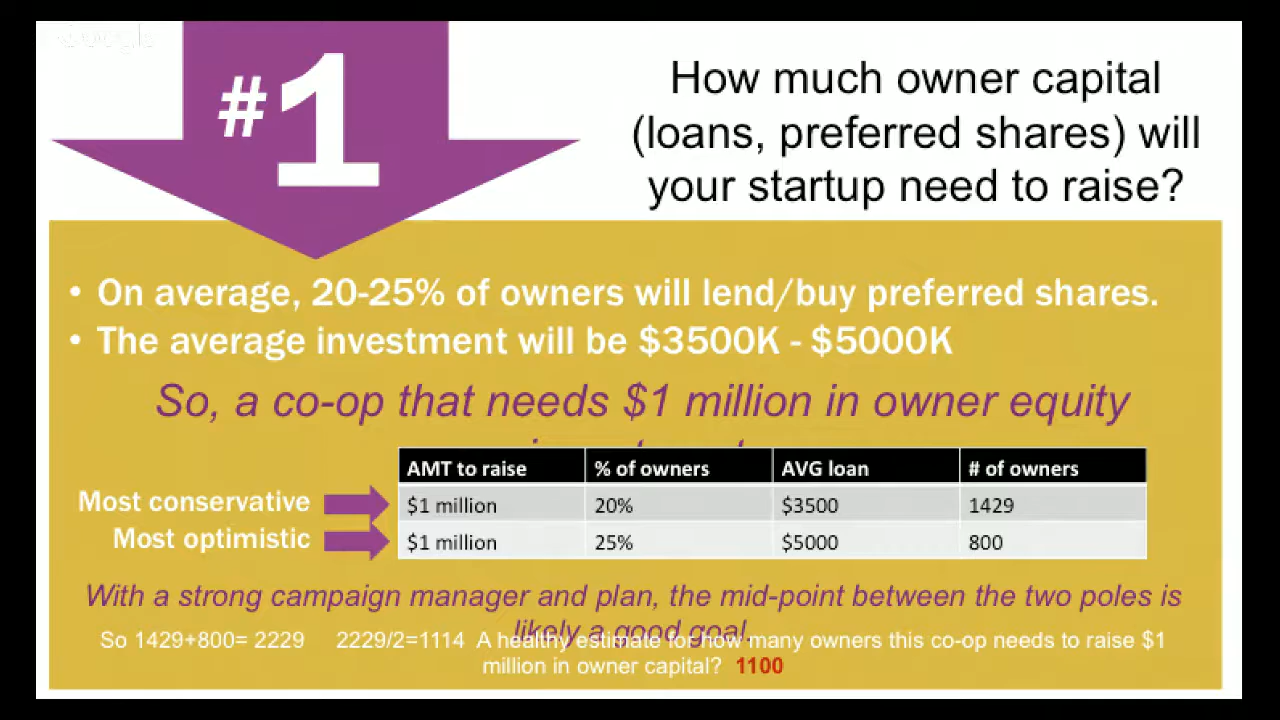 #1
How much owner capital
(loans, preferred shares) will
your startup need to raise?
• On average, 20-25% of owners will lend/buy preferred shares.
• The average investment will be $3500K - $5000K
So, a co-op that needs $1 million in owner equity
AMT to raise % of owners AVG loan # of owners
Most conservative $1 million 20% $3500 1429
Most optimistic $1 million 25% $5000 800
With a strong campaign manager and plan, the mid-point between the two poles is
likely a good goal.
So 1429+800= 2229 2229/2=1114 A healthy estimate for how many owners this co-op needs to raise $1
million in owner capital? 1100